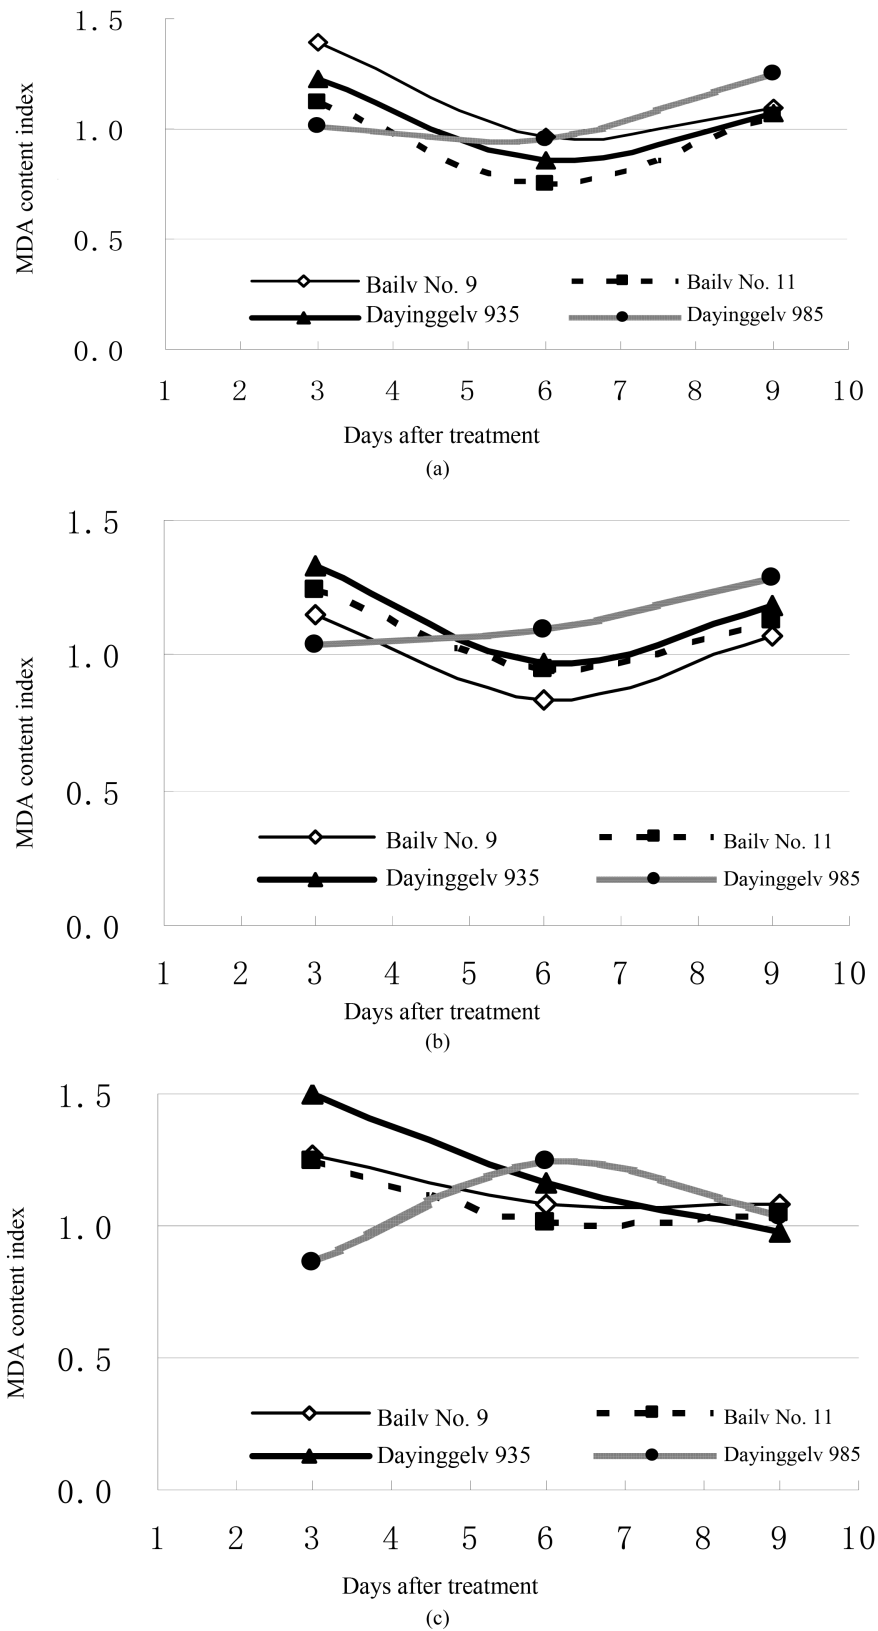 1.5
1.0
0.5
0.0
MDA content index
Bailv No. 9
Bailv No. 11
Dayinggelv 935
Dayinggelv 985
1 2 3 4 5 6 7 8 9 10
Days after treatment
(a)
1.5
1.0
0.5
0.0
MDA content index
Bailv No. 9
Bailv No. 11
Dayinggelv 935
Dayinggelv 985
1 2 3 4 5 6 7 8 9 10
Days after treatment
(b)
1.5
1.0
0.5
0.0
MDA content index
Bailv No. 9
Bailv No. 11
Dayinggelv 935
Dayinggelv 985
1 2 3 4 5 6 7 8 9 10
Days after treatment
(c)